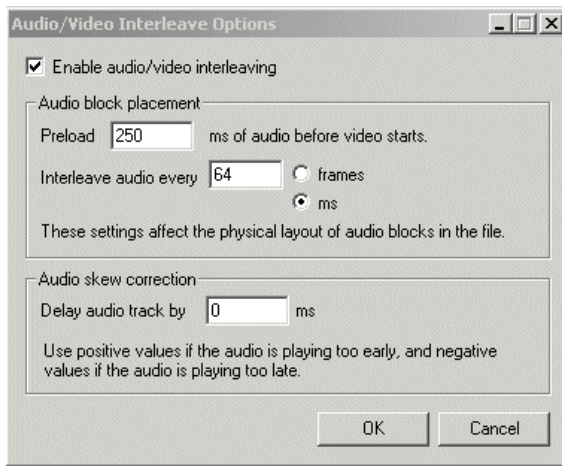 Audio/Video Interleave Options
Enable audio/video interleaving
Audio block placement
Preload 250 ms of audio before video starts.
Interleave audio every 64 frames
ms
These settings affect the physical layout of audio blocks in the file.
Audio skew correction
Delay audio track by 0 ms
Use positive values if the audio is playing too early, and negative
values if the audio is playing too late.
OK Cancel